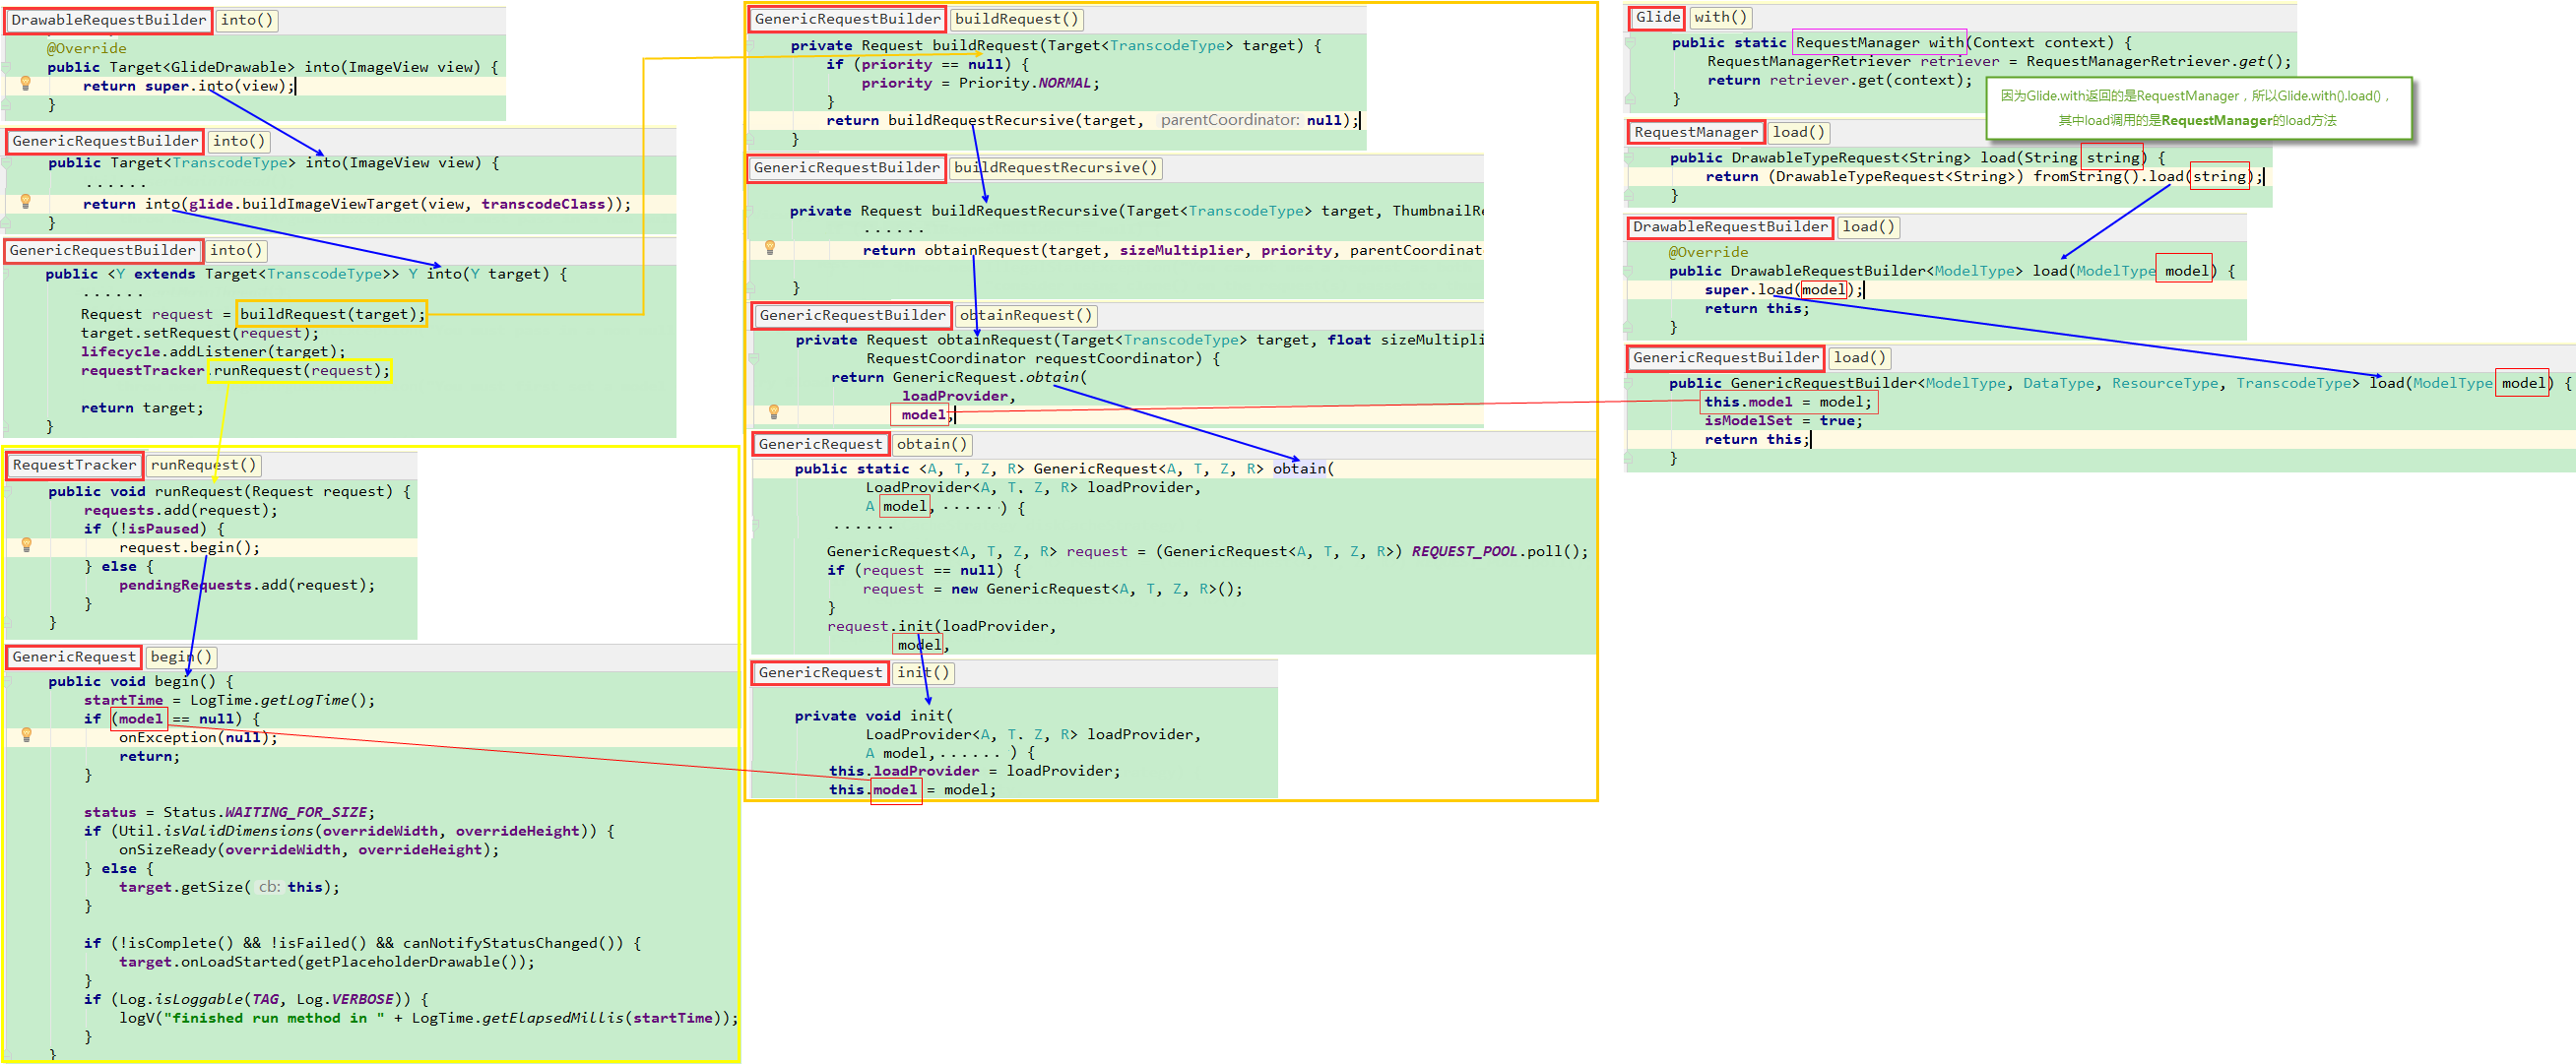 DrawableRequestBuilder into()
@Override
public Target<GlideDrawable> into(ImageView view) {
return super.into(view);
}
GenericRequestBuilder into()
public Target<TranscodeType> into(ImageView view) {
......
return into(glide.buildImageViewTarget(view, transcodeClass));
}
GenericRequestBuilder into()
public <Y extends Target<TranscodeType>> Y into(Y target) {
......
Request request = buildRequest(target);
target.setRequest(request);
lifecycle.addListener(target);
requestTracker.runRequest(request);
return target;
}
RequestTracker runRequest()
public void runRequest(Request request) {
requests.add(request);
if (!isPaused) {
request.begin();
} else {
pendingRequests.add(request);
}
}
GenericRequest begin()
public void begin() {
startTime = LogTime.getLogTime();
if (model == null) {
onException(null);
return;
}
status = Status.WAITING_FOR_SIZE;
if (Util.isValidDimensions(overrideWidth, overrideHeight)) {
onSizeReady(overrideWidth, overrideHeight);
} else {
target.getSize( cb: this);
}
if (!isComplete() && !isFailed() && canNotifyStatusChanged()) {
target.onLoadStarted(getPlaceholderDrawable());
}
if (Log.isLoggable(TAG, Log.VERBOSE)) {
logV("finished run method in " + LogTime.getElapsedMillis(startTime));
}
}
GenericRequestBuilder buildRequest()
private Request buildRequest(Target<TranscodeType> target) {
if (priority == null) {
priority = Priority.NORMAL;
}
return buildRequestRecursive(target, parentCoordinator: null);
}
GenericRequestBuilder buildRequestRecursive()
private Request buildRequestRecursive(Target<TranscodeType> target, ThumbnailRe
......
return obtainRequest(target, sizeMultiplier, priority, parentCoordinat
}
GenericRequestBuilder obtainRequest()
private Request obtainRequest(Target<TranscodeType> target, float sizeMultipli
RequestCoordinator requestCoordinator) {
return GenericRequest.obtain(
loadProvider,
model,
GenericRequest obtain()
public static <A, T, Z, R> GenericRequest<A, T, Z, R> obtain(
LoadProvider<A, T, Z, R> loadProvider,
A model, ......) {
......
GenericRequest<A, T, Z, R> request = (GenericRequest<A, T, Z, R>) REQUEST_POOL.poll();
if (request == null) {
request = new GenericRequest<A, T, Z, R>();
}
request.init(loadProvider,
model,
GenericRequest init()
private void init(
LoadProvider<A, T, Z, R> loadProvider,
A model, ...... ) {
this.loadProvider = loadProvider;
this.model = model;
Glide with()
public static RequestManager with(Context context) {
RequestManagerRetriever retriever = RequestManagerRetriever.get();
return retriever.get(context);
}
因为Glide.with返回的是RequestManager，所以Glide.with().load()，
其中load调用的是RequestManager的load方法
RequestManager load()
public DrawableTypeRequest<String> load(String string) {
return (DrawableTypeRequest<String>) fromString().load(string);
}
DrawableRequestBuilder load()
@Override
public DrawableRequestBuilder<ModelType> load(ModelType model) {
super.load(model);
return this;
}
GenericRequestBuilder load()
public GenericRequestBuilder<ModelType, DataType, ResourceType, TranscodeType> load(ModelType model) {
this.model = model;
isModelSet = true;
return this;
}